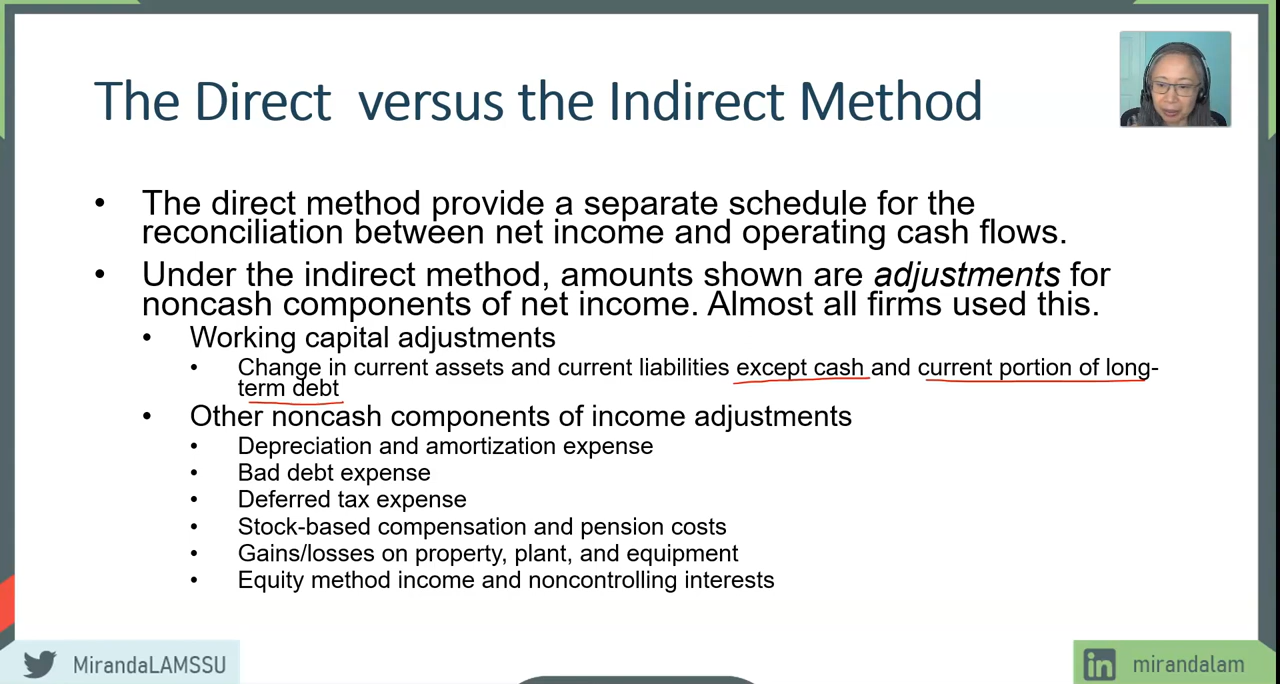 The Direct  versus the Indirect Method
• The direct method provide a separate schedule for the
reconciliation between net income and operating cash flows.
• Under the indirect method, amounts shown are adjustments for
noncash components of net income. Almost all firms used this.
• Working capital adjustments
• Change in current assets and current liabilities except cash and current portion of long-
term debt
• Other noncash components of income adjustments
• Depreciation and amortization expense
• Bad debt expense
• Deferred tax expense
• Stock-based compensation and pension costs
• Gains/losses on property, plant, and equipment
• Equity method income and noncontrolling interests
MirandaLAMSSU
in mirandalam